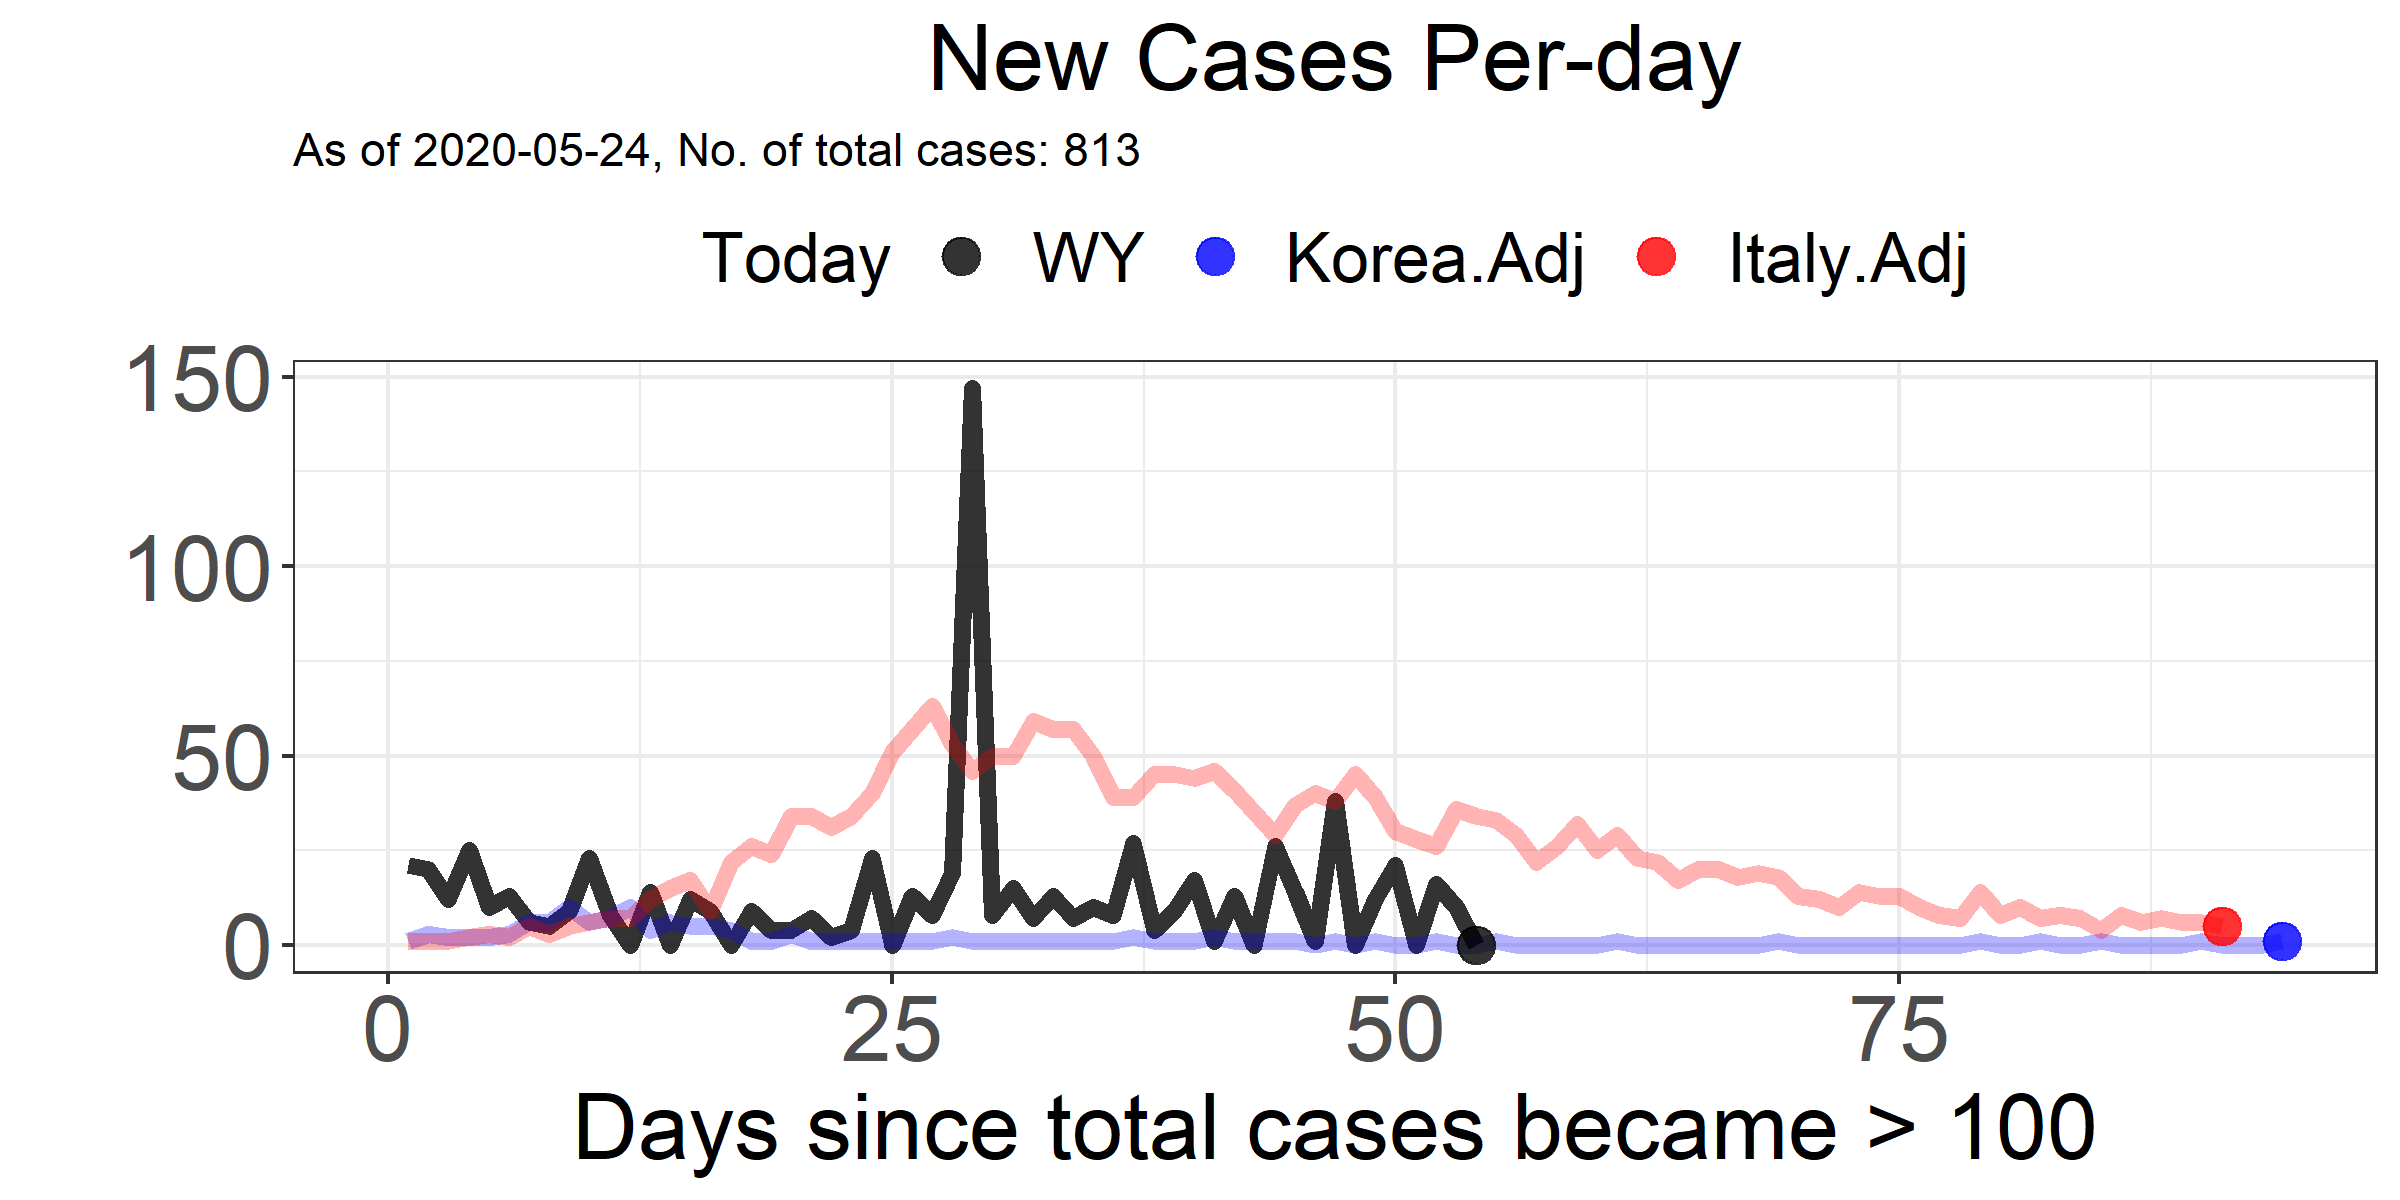 New Cases Per-day
As of 2020-05-24, No. of total cases: 813
Today WY Korea.Adj Italy.Adj
150
100
50
0
0 25 50 75
Days since total cases became > 100